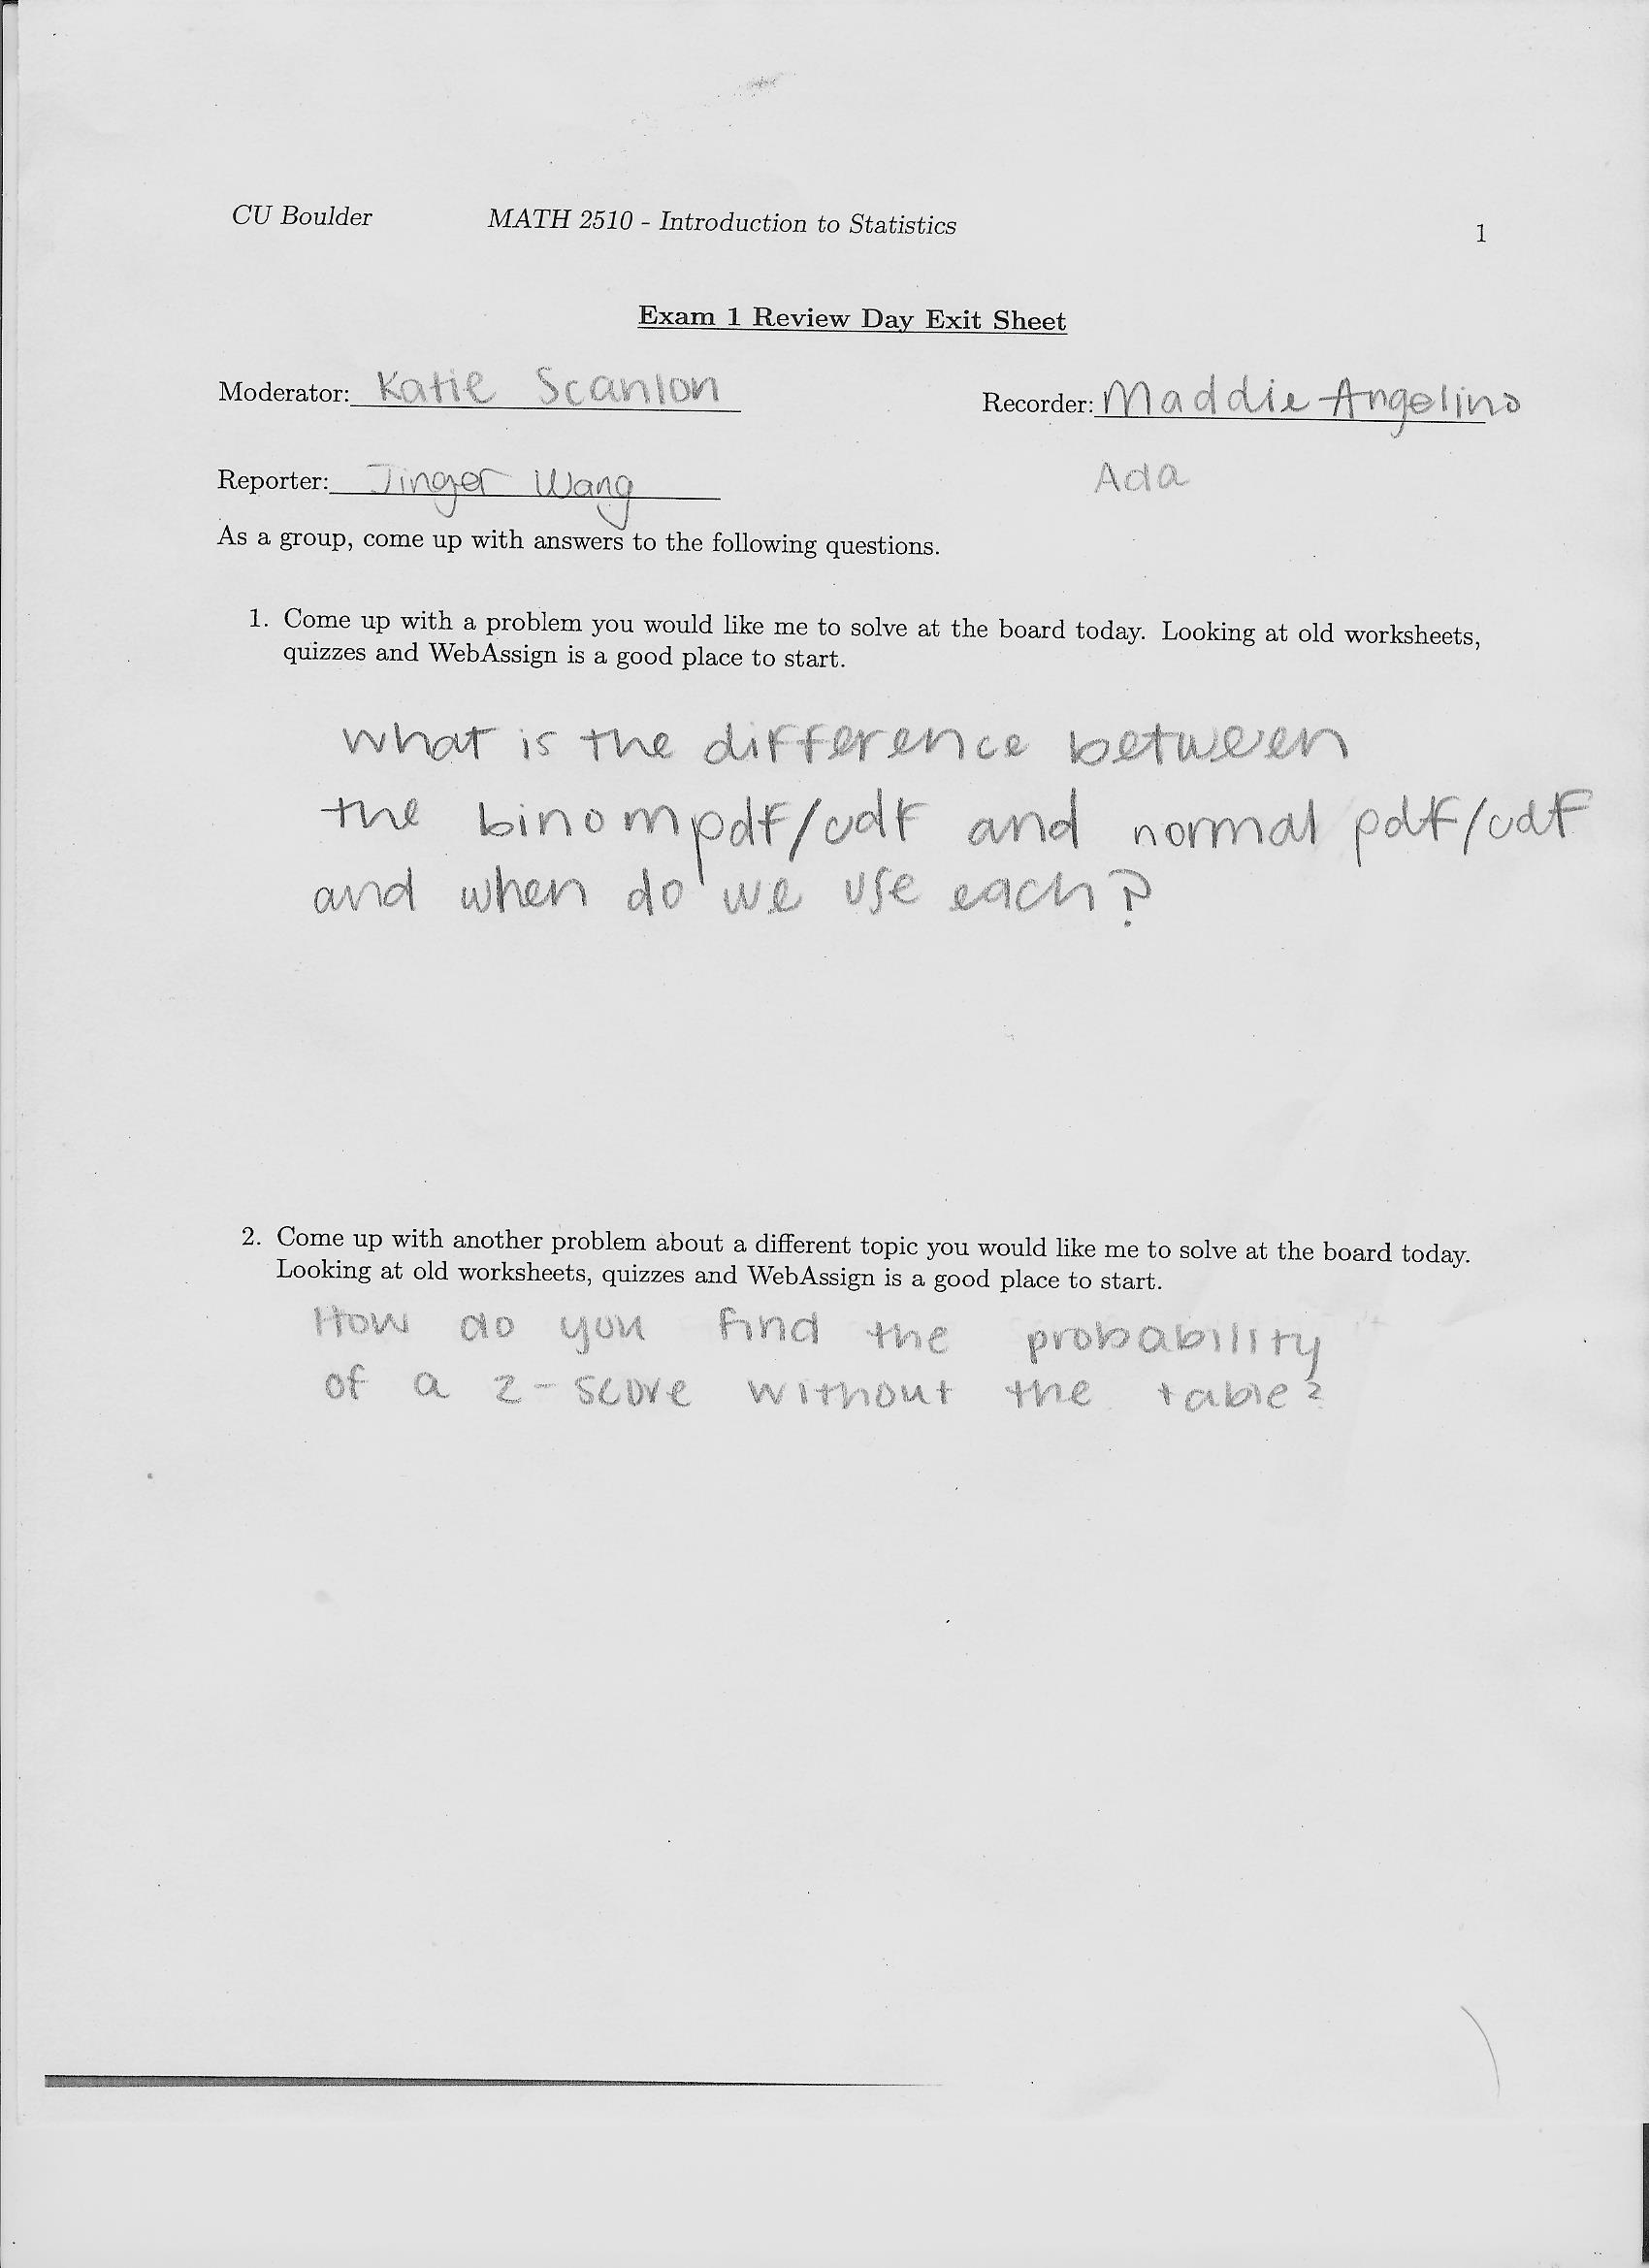 CU Boulder MATH 2510 - Introduction to Statistics 1
Exam 1 Review Day Exit Sheet
Moderator: Katie Scanlon Recorder: Maddie Angelino
Reporter: Jinger Wang Ada
As a group, come up with answers to the following questions.
1. Come up with a problem you would like me to solve at the board today. Looking at old worksheets,
quizzes and WebAssign is a good place to start.
What is the difference between
the binompdf/cdf and normal pdf/cdf
and when do we use each?
2. Come up with another problem about a different topic you would like me to solve at the board today.
Looking at old worksheets, quizzes and WebAssign is a good place to start.
How do you find the probability
of a z-score without the table?